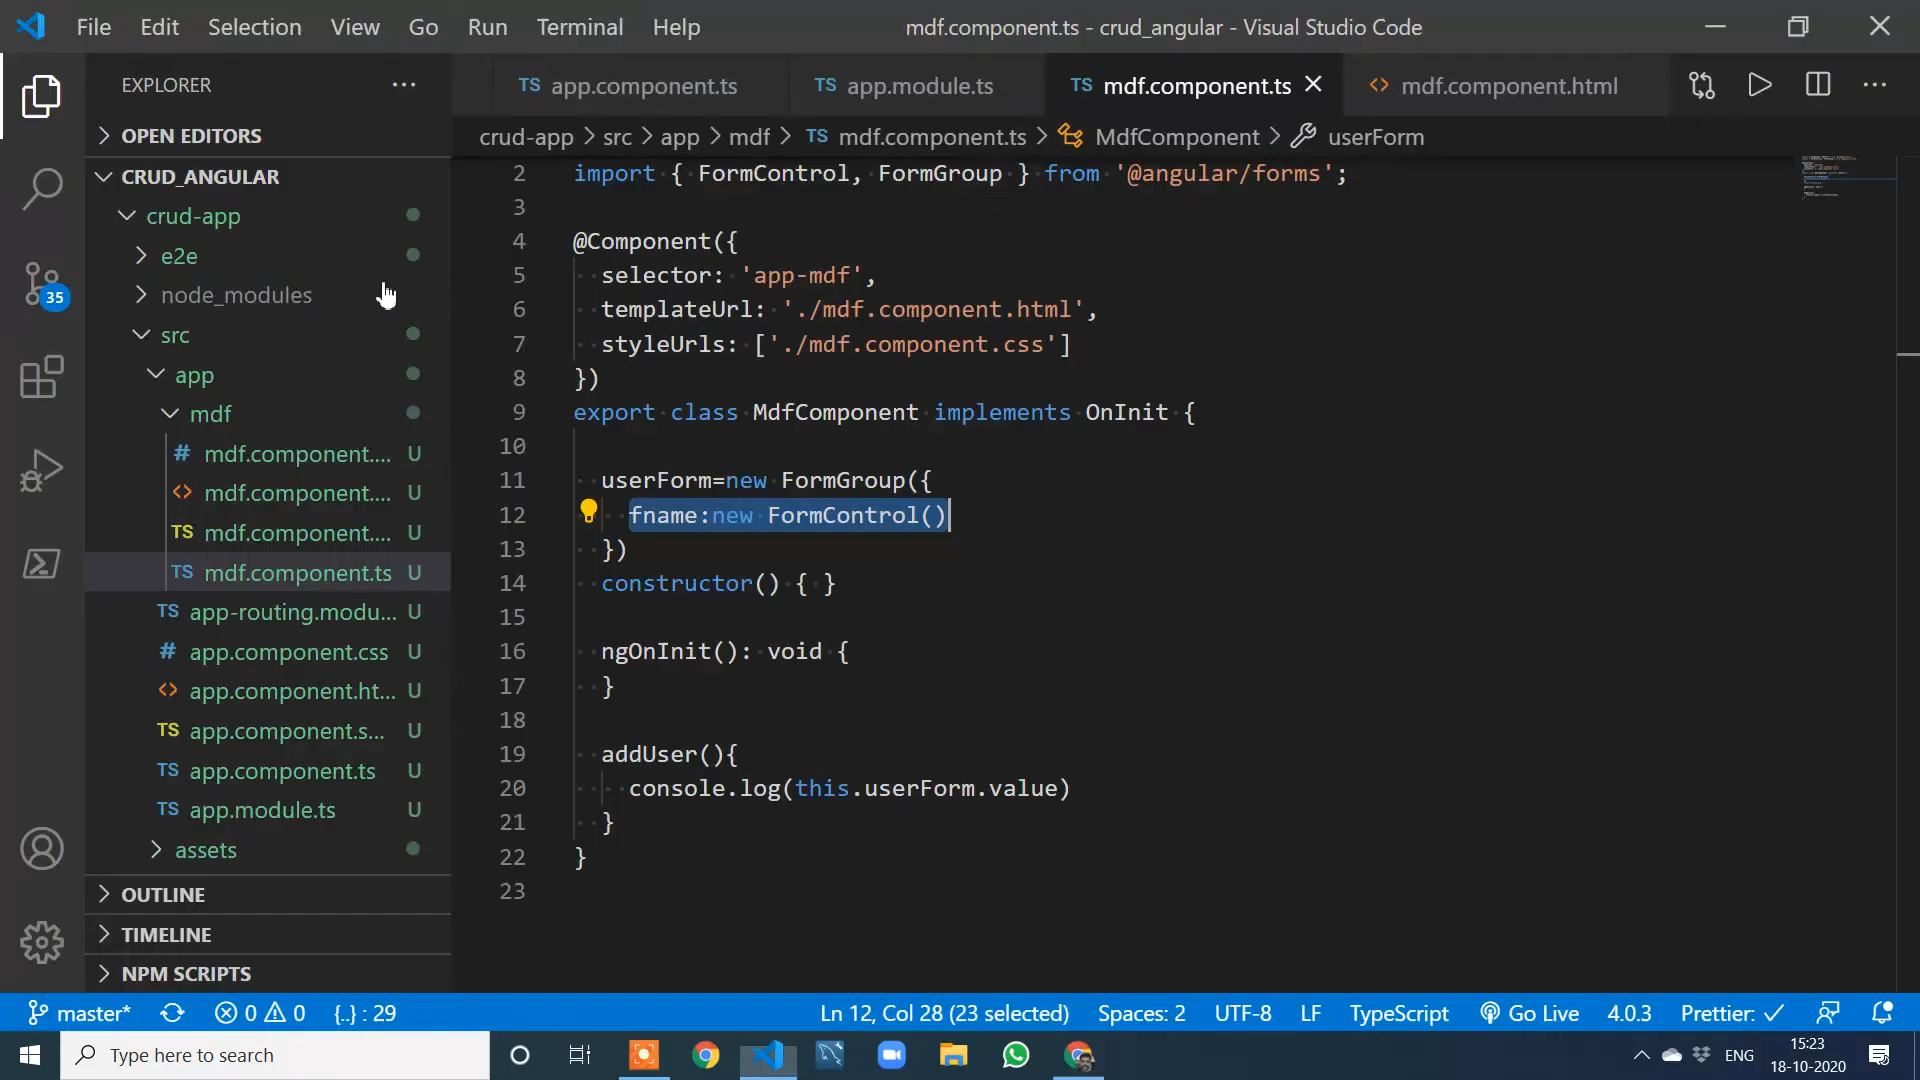 File Edit Selection View Go Run Terminal Help
mdf.component.ts - crud_angular - Visual Studio Code
EXPLORER
TS app.component.ts
TS app.module.ts
TS mdf.component.ts
<> mdf.component.html
OPEN EDITORS
crud-app > src > app > mdf > TS mdf.component.ts > MdfComponent > userForm
CRUD_ANGULAR
crud-app
e2e
node_modules
src
app
mdf
# mdf.component.... U
<> mdf.component.... U
TS mdf.component.... U
TS mdf.component.ts U
TS app-routing.modu... U
# app.component.css U
<> app.component.ht... U
TS app.component.s... U
TS app.component.ts U
TS app.module.ts U
assets
OUTLINE
TIMELINE
NPM SCRIPTS
35
2 import { FormControl, FormGroup } from '@angular/forms';
3
4 @Component({
5 selector: 'app-mdf',
6 templateUrl: './mdf.component.html',
7 styleUrls: ['./mdf.component.css']
8 })
9 export class MdfComponent implements OnInit {
10
11 userForm=new FormGroup({
12 fname:new FormControl()
13 })
14 constructor() { }
15
16 ngOnInit(): void {
17 }
18
19 addUser(){
20 console.log(this.userForm.value)
21 }
22 }
23
master* 0 0 {..} : 29 Ln 12, Col 28 (23 selected) Spaces: 2 UTF-8 LF TypeScript Go Live 4.0.3 Prettier: ✓
Type here to search
ENG
15:23
18-10-2020